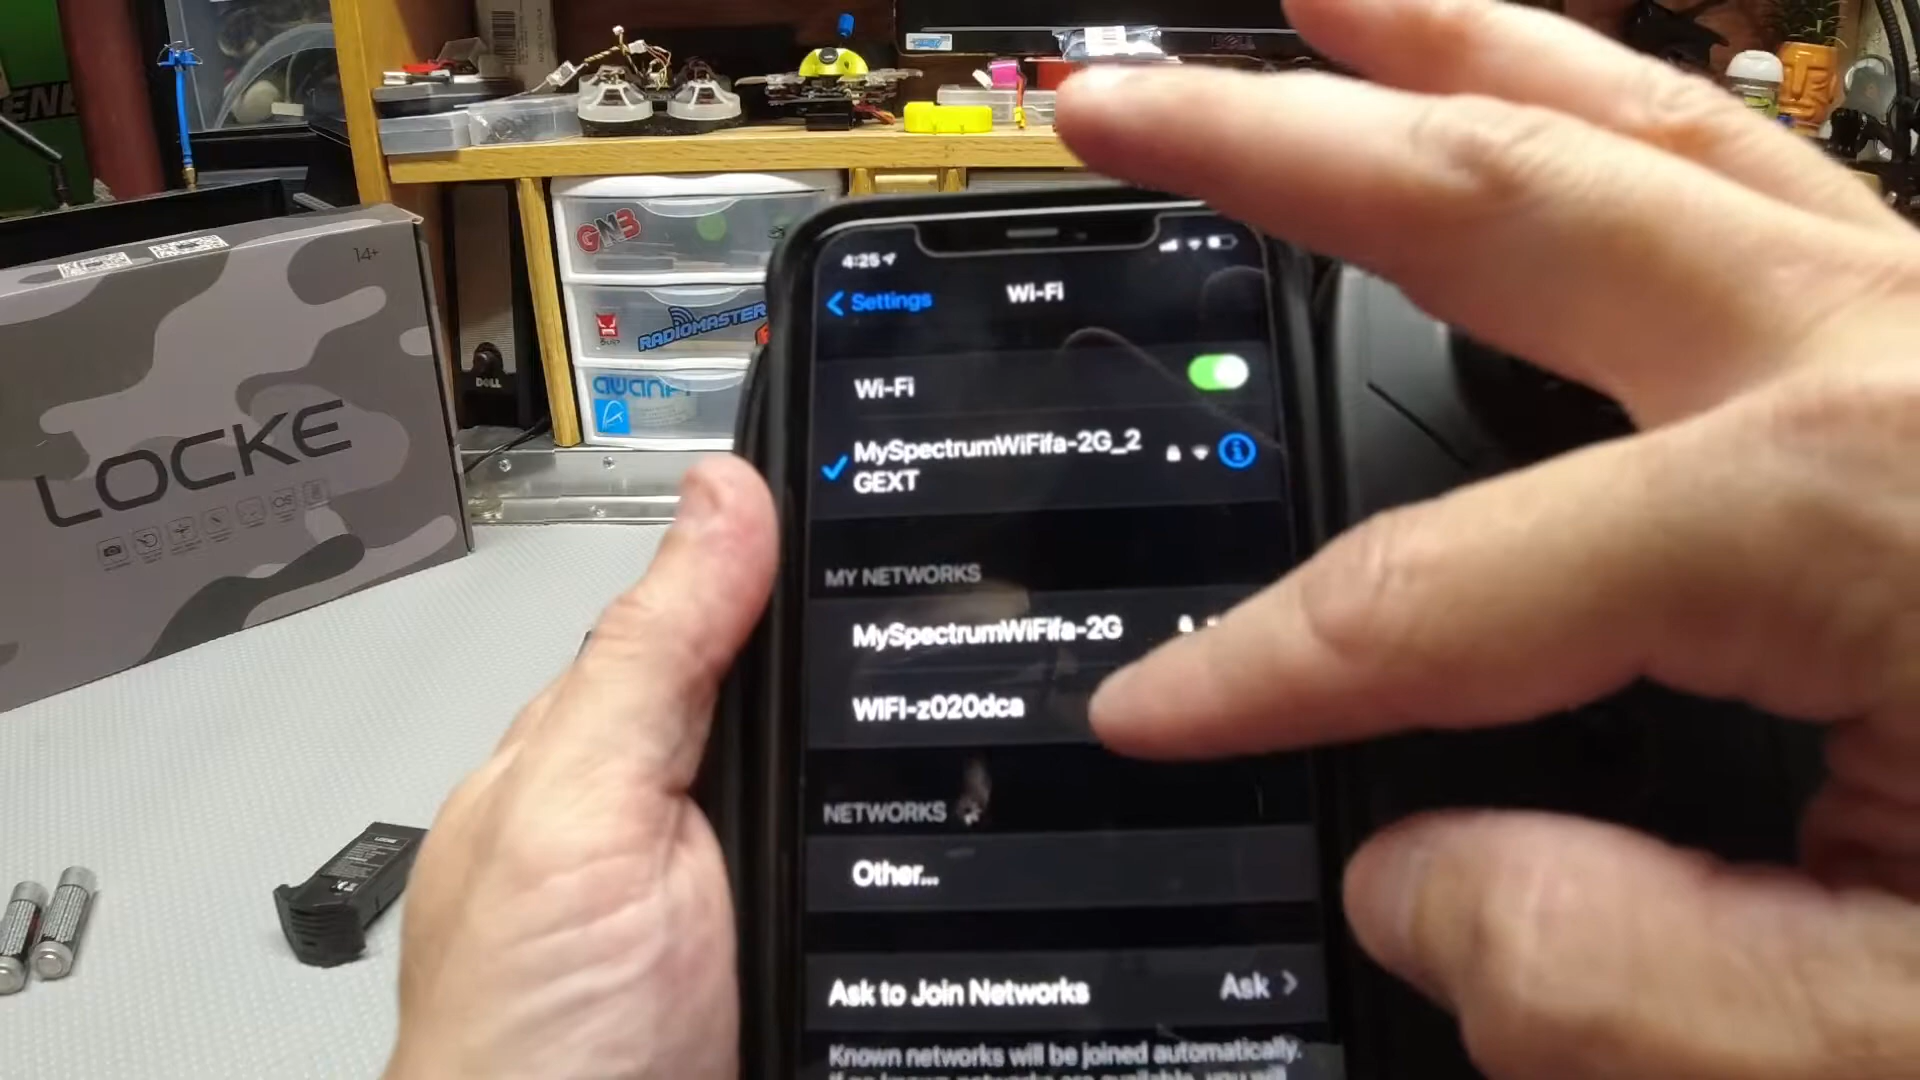 14+
LOCKE
iOS
DELL
GNB
RADIOMASTER
4:25
Settings
Wi-Fi
Wi-Fi
MySpectrumWiFifa-2G_2
GEXT
MY NETWORKS
MySpectrumWiFifa-2G
WIFI-z020dca
NETWORKS
Other...
Ask to Join Networks
Ask
Known networks will be joined automatically.